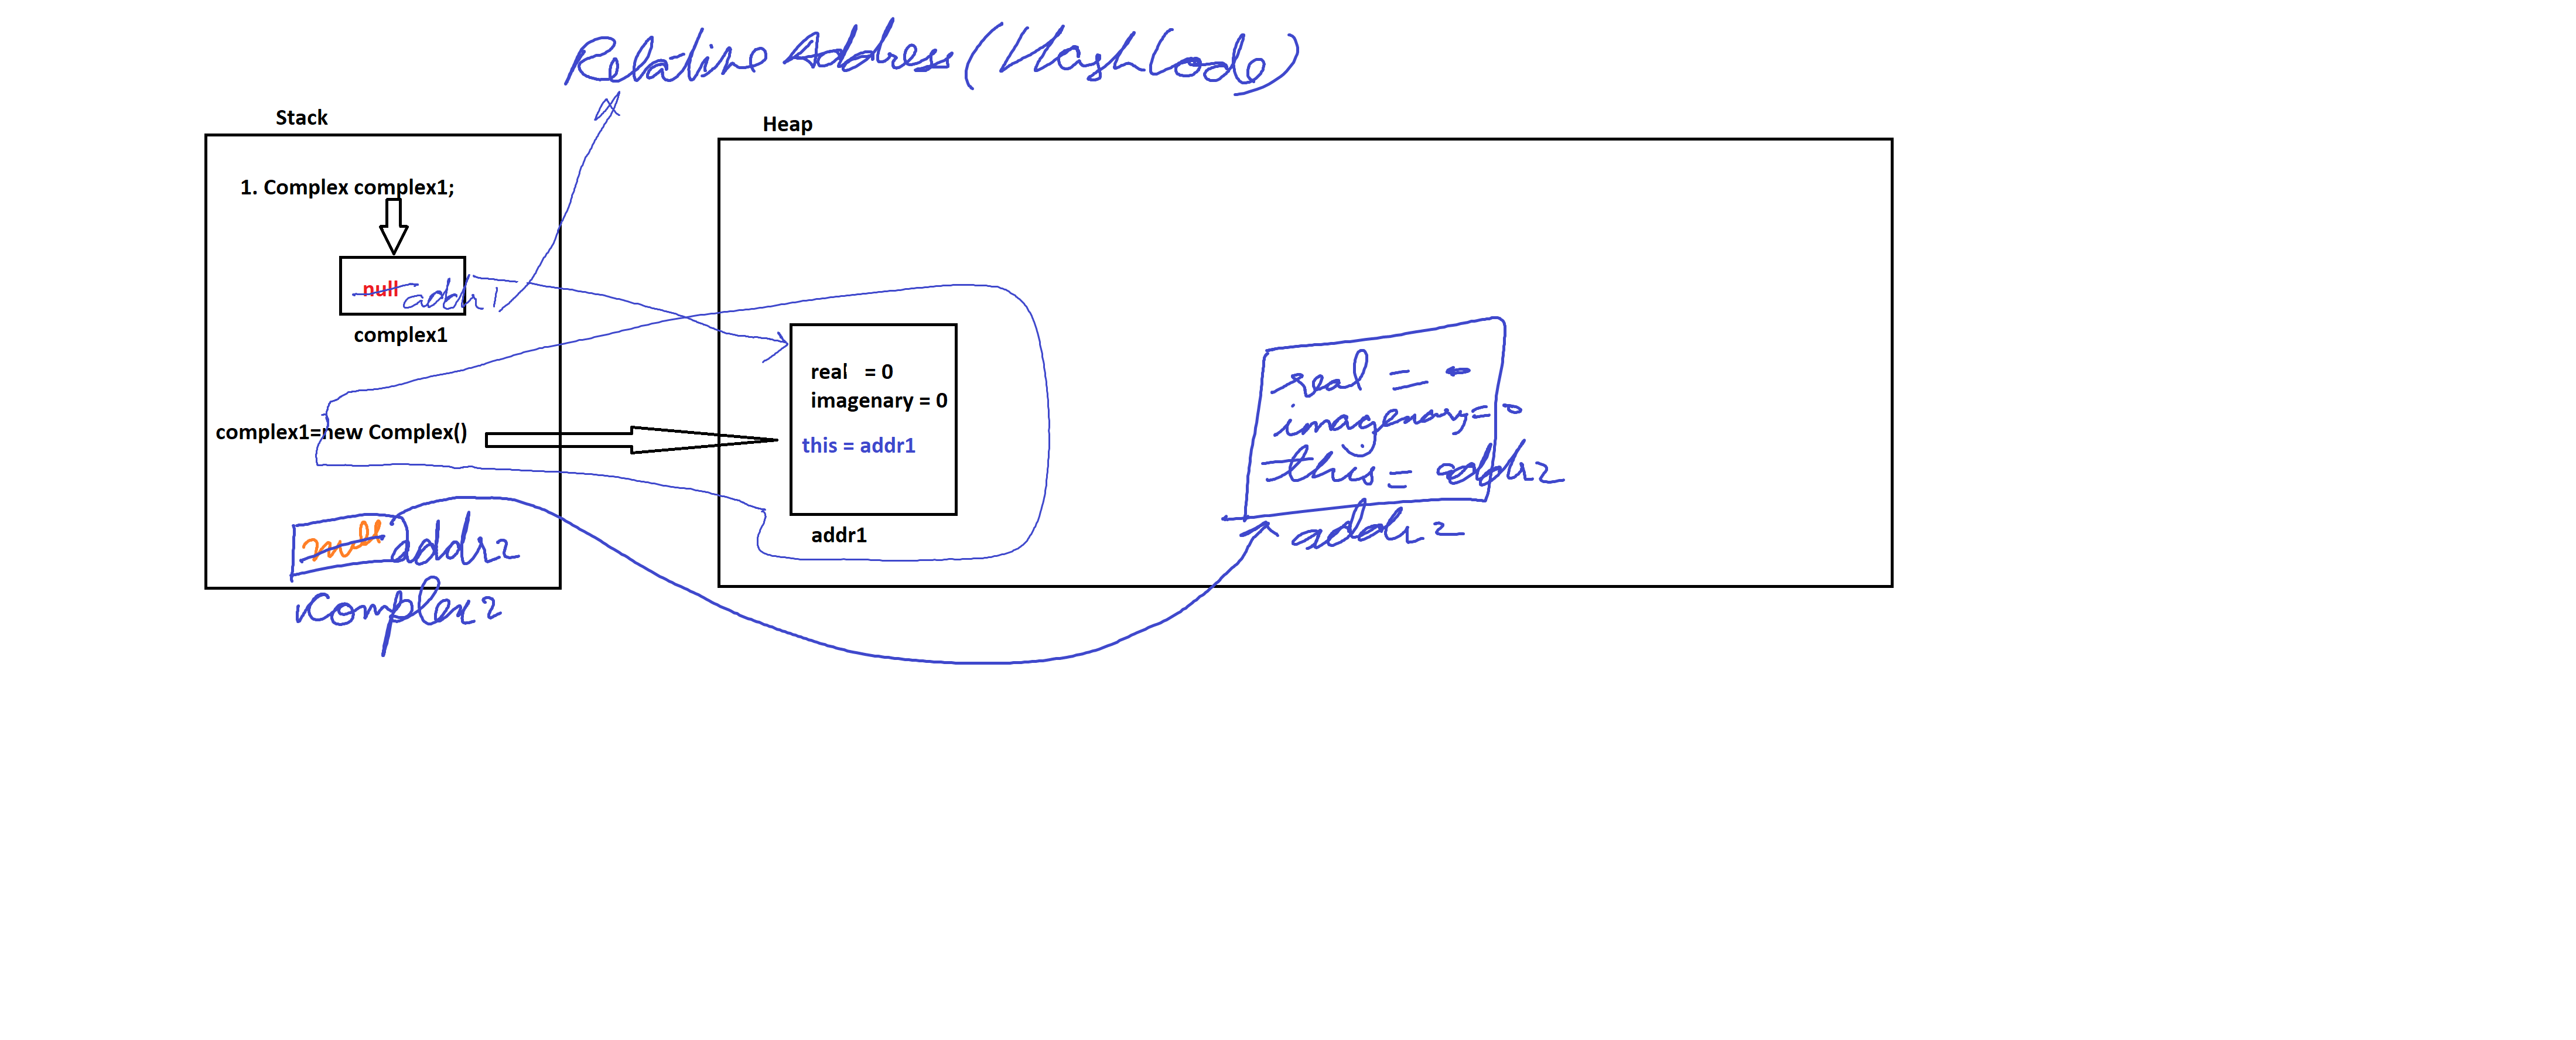 Relative Address (HashCode)
Stack
Heap
1. Complex complex1;
null addr1
complex1
real = 0
imagenary = 0
this = addr1
addr1
complex1=new Complex()
null addr2
complex2
real = 0
imagenary = 0
this = addr2
addr2